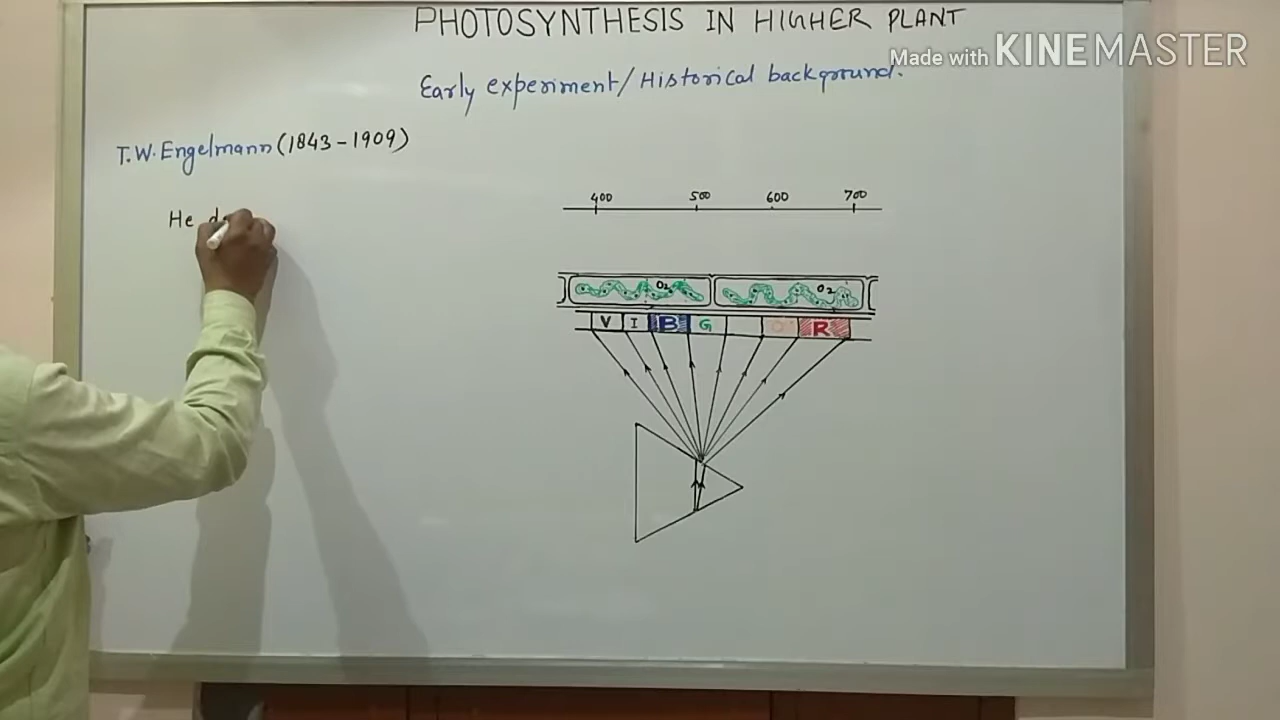 PHOTOSYNTHESIS IN HIGHER PLANT
Made with KINEMASTER
Early experiment/Historical background.
T.W. Engelmann (1843-1909)
He
400 500 600 700
O2 O2
V I B G O R